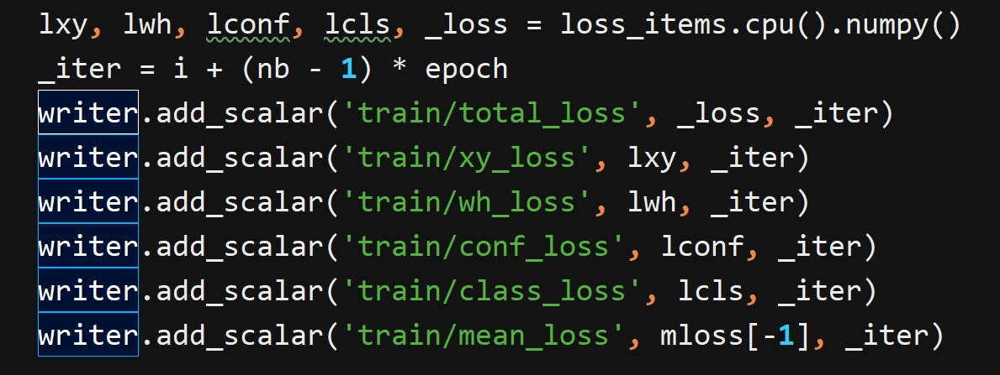 lxy, lwh, lconf, lcls, _loss = loss_items.cpu().numpy()
_iter = i + (nb - 1) * epoch
writer.add_scalar('train/total_loss', _loss, _iter)
writer.add_scalar('train/xy_loss', lxy, _iter)
writer.add_scalar('train/wh_loss', lwh, _iter)
writer.add_scalar('train/conf_loss', lconf, _iter)
writer.add_scalar('train/class_loss', lcls, _iter)
writer.add_scalar('train/mean_loss', mloss[-1], _iter)